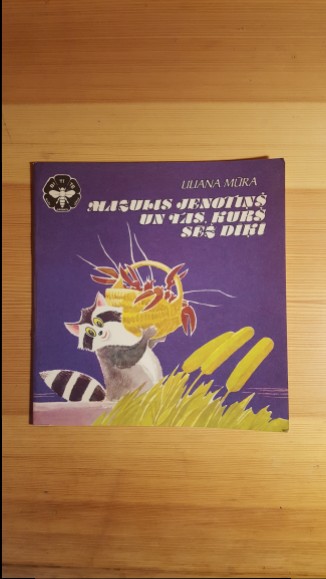 LILIANA MŪRA
MAZULIS JENOTIŅŠ
UN TAS, KURŠ
SĒŽ DĪĶĪ